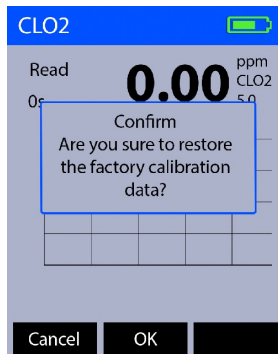 CLO2
Read
0.00
ppm
CLO2
0s
5.0
Confirm
Are you sure to restore
the factory calibration
data?
Cancel
OK